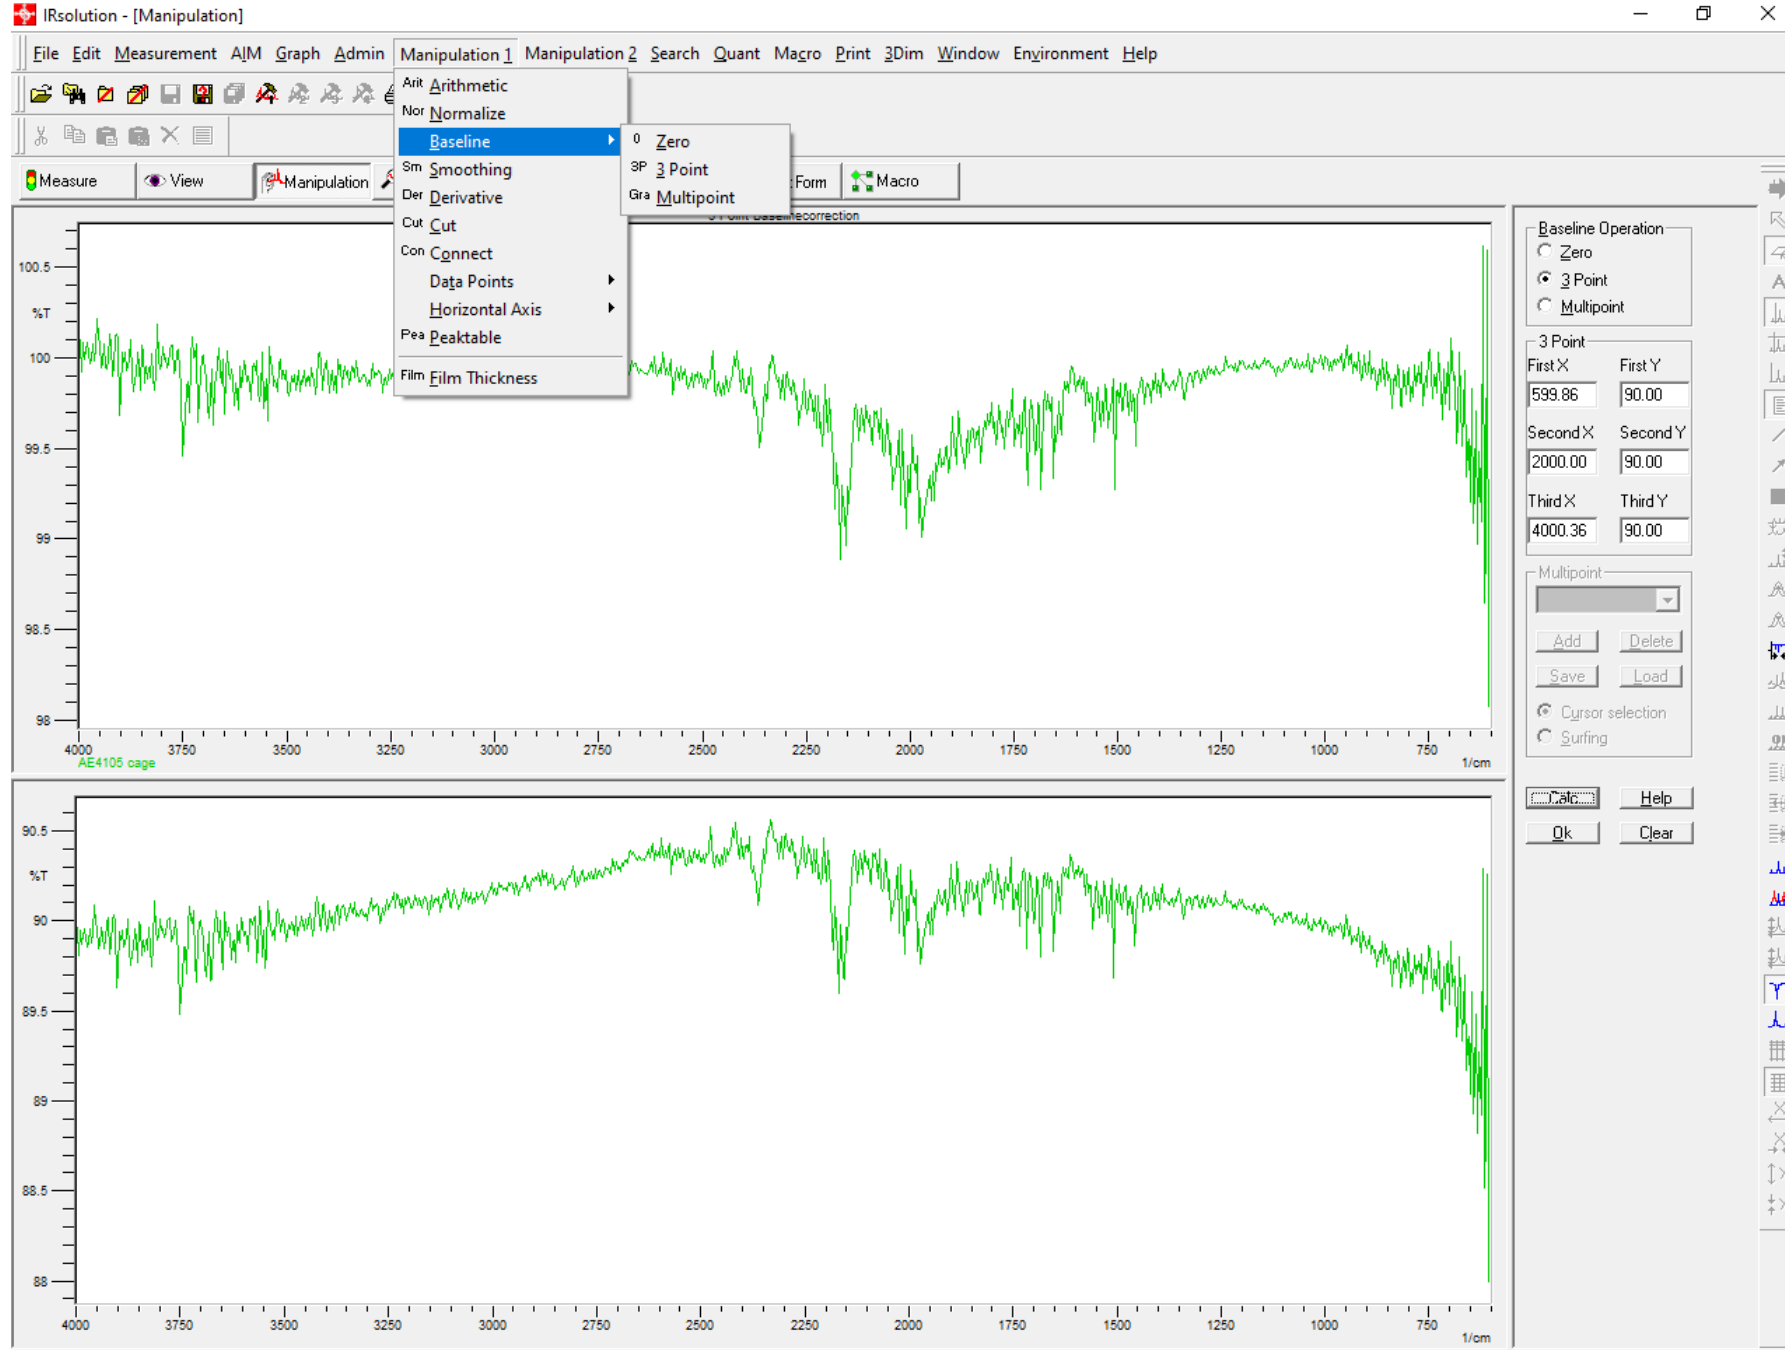 IRsolution - [Manipulation]
File Edit Measurement AIM Graph Admin Manipulation 1 Manipulation 2 Search Quant Macro Print 3Dim Window Environment Help
Arit Arithmetic
Nor Normalize
Baseline
Sm Smoothing
Der Derivative
Cut Cut
Con Connect
Data Points
Horizontal Axis
Pea Peaktable
Film Film Thickness
0 Zero
3P 3 Point
Gra Multipoint
Measure View Manipulation Form Macro
3 Point Baselinecorrection
100.5
%T
100
99.5
99
98.5
98
4000 3750 3500 3250 3000 2750 2500 2250 2000 1750 1500 1250 1000 750
AE4105 cage 1/cm
90.5
%T
90
89.5
89
88.5
88
4000 3750 3500 3250 3000 2750 2500 2250 2000 1750 1500 1250 1000 750
1/cm
Baseline Operation
Zero
3 Point
Multipoint
3 Point
First X First Y
599.86 90.00
Second X Second Y
2000.00 90.00
Third X Third Y
4000.36 90.00
Multipoint
Add Delete
Save Load
Cursor selection
Surfing
Calc Help
Ok Clear